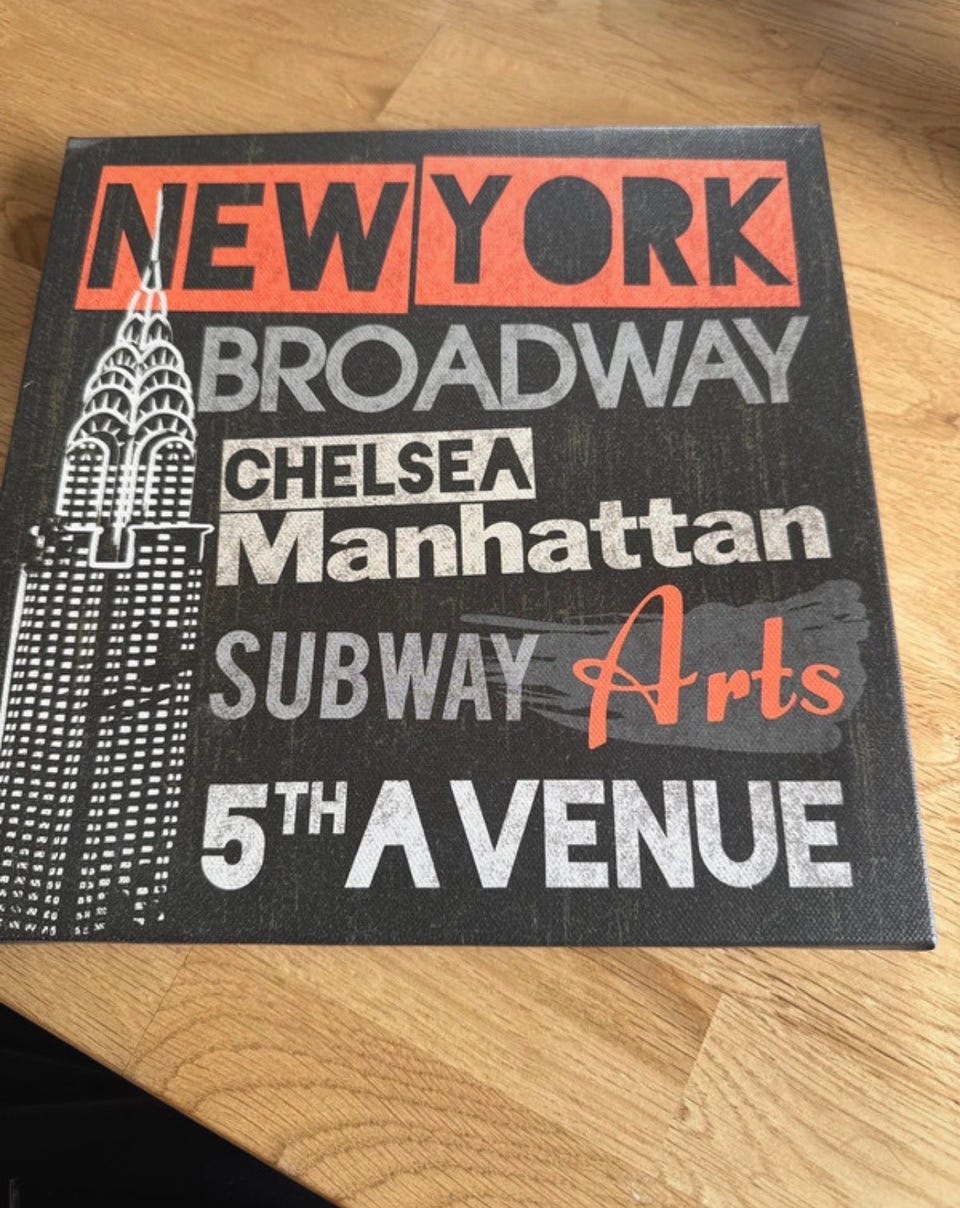 NEW YORK
BROADWAY
CHELSEA
Manhattan
SUBWAY Arts
5TH AVENUE